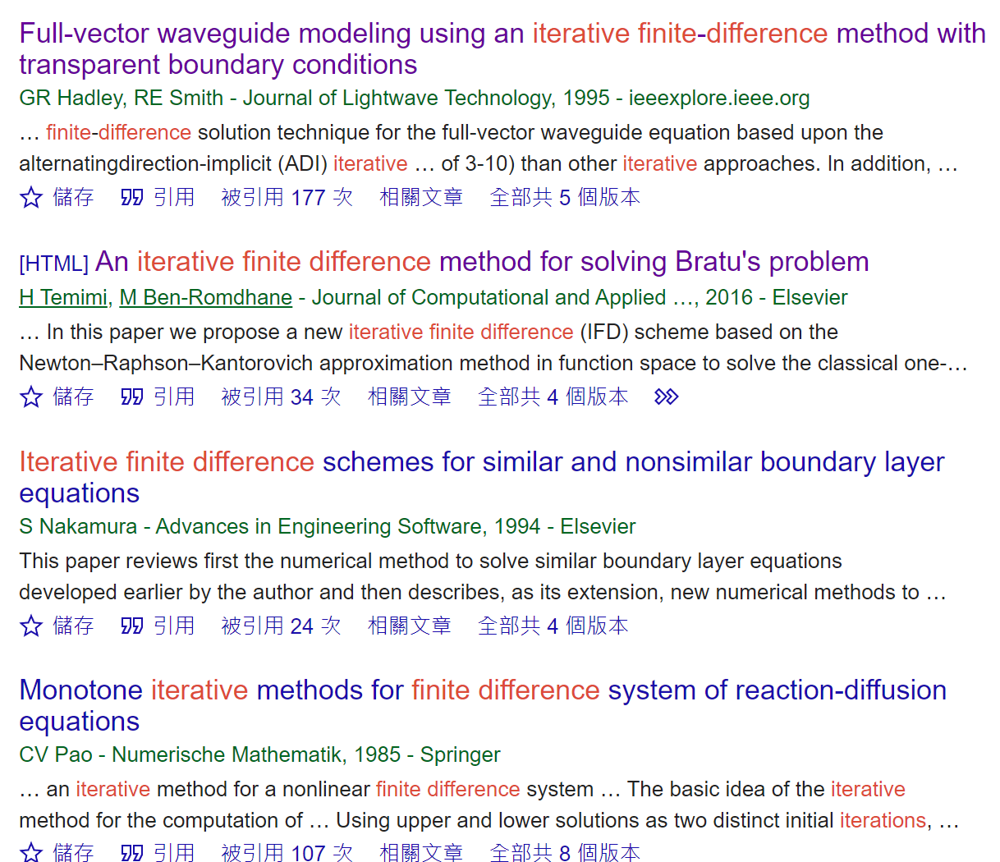 Full-vector waveguide modeling using an iterative finite-difference method with
transparent boundary conditions
GR Hadley, RE Smith - Journal of Lightwave Technology, 1995 - ieeexplore.ieee.org
… finite-difference solution technique for the full-vector waveguide equation based upon the
alternatingdirection-implicit (ADI) iterative … of 3-10) than other iterative approaches. In addition, …
儲存 引用 被引用 177 次 相關文章 全部共 5 個版本
[HTML] An iterative finite difference method for solving Bratu's problem
H Temimi, M Ben-Romdhane - Journal of Computational and Applied …, 2016 - Elsevier
… In this paper we propose a new iterative finite difference (IFD) scheme based on the
Newton–Raphson–Kantorovich approximation method in function space to solve the classical one-…
儲存 引用 被引用 34 次 相關文章 全部共 4 個版本
Iterative finite difference schemes for similar and nonsimilar boundary layer
equations
S Nakamura - Advances in Engineering Software, 1994 - Elsevier
This paper reviews first the numerical method to solve similar boundary layer equations
developed earlier by the author and then describes, as its extension, new numerical methods to …
儲存 引用 被引用 24 次 相關文章 全部共 4 個版本
Monotone iterative methods for finite difference system of reaction-diffusion
equations
CV Pao - Numerische Mathematik, 1985 - Springer
… an iterative method for a nonlinear finite difference system … The basic idea of the iterative
method for the computation of … Using upper and lower solutions as two distinct initial iterations, …
儲存 引用 被引用 107 次 相關文章 全部共 8 個版本